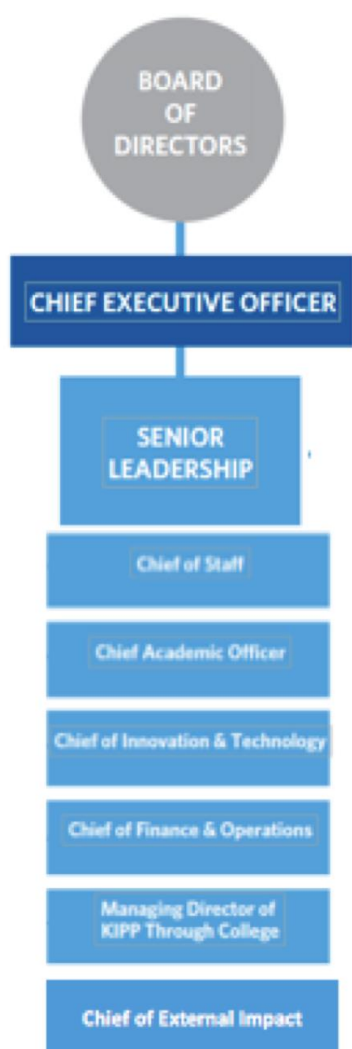 BOARD
OF
DIRECTORS
CHIEF EXECUTIVE OFFICER
SENIOR
LEADERSHIP
Chief of Staff
Chief Academic Officer
Chief of Innovation & Technology
Chief of Finance & Operations
Managing Director of
KIPP Through College
Chief of External Impact